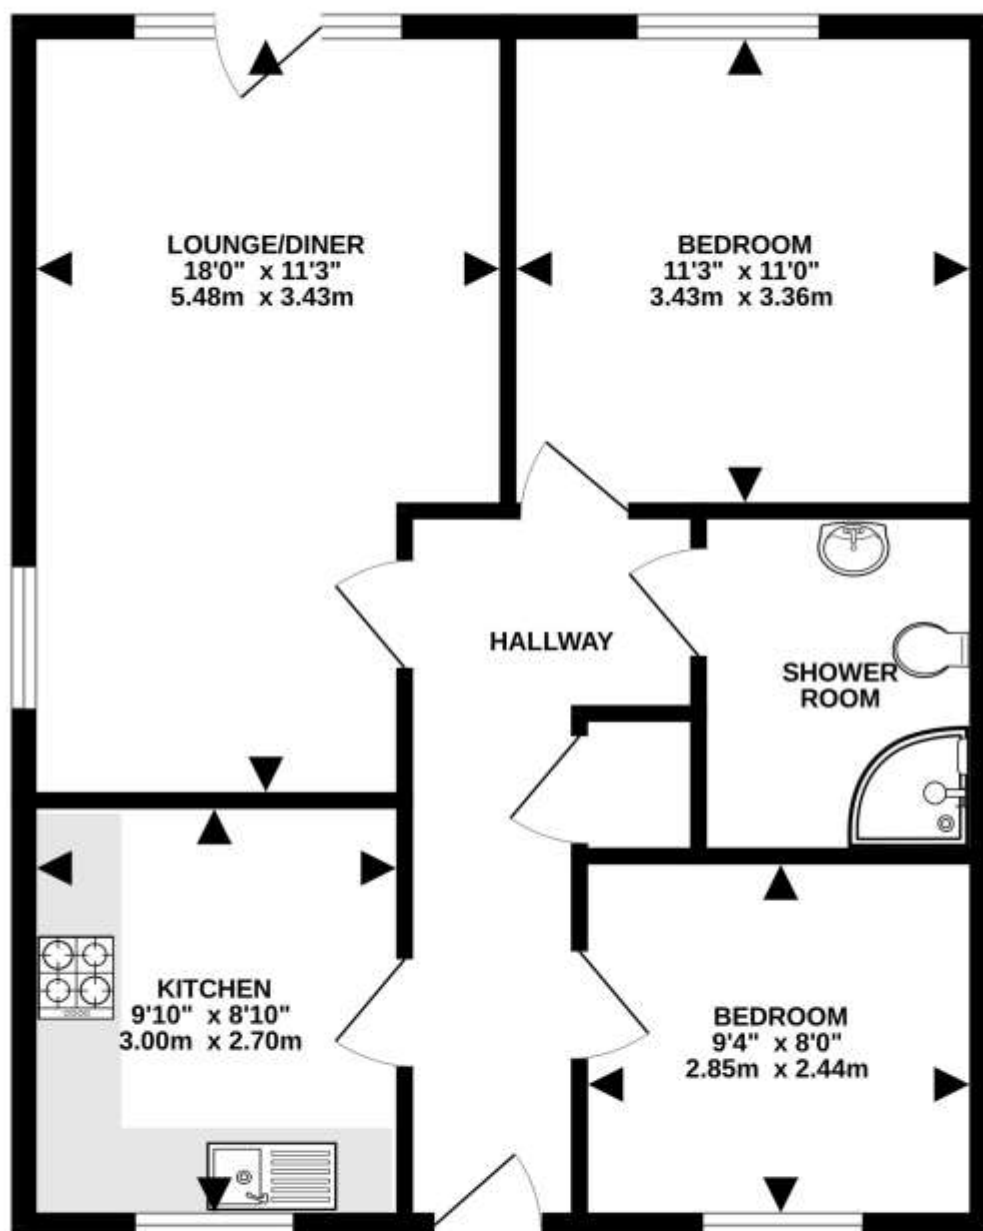 LOUNGE/DINER
18'0" x 11'3"
5.48m x 3.43m
BEDROOM
11'3" x 11'0"
3.43m x 3.36m
HALLWAY
SHOWER
ROOM
KITCHEN
9'10" x 8'10"
3.00m x 2.70m
BEDROOM
9'4" x 8'0"
2.85m x 2.44m